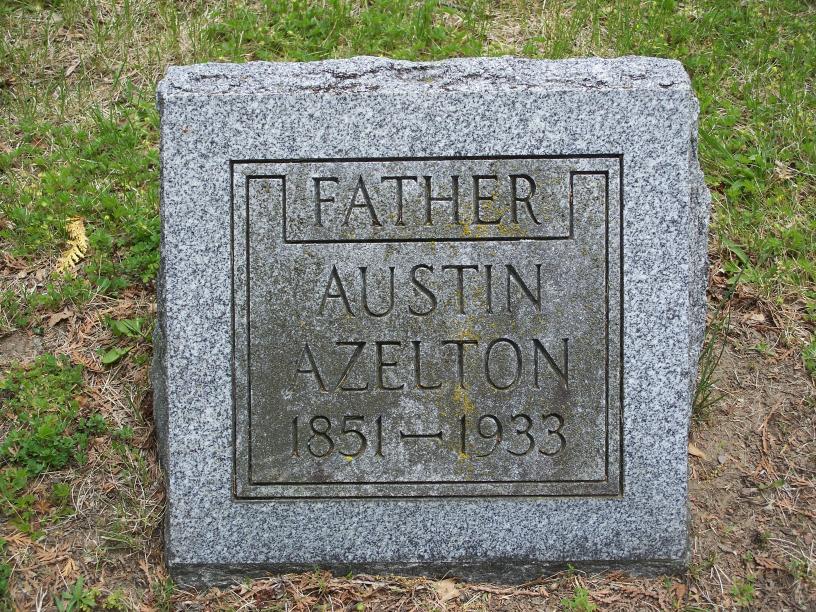 FATHER
AUSTIN
AZELTON
1851—1933